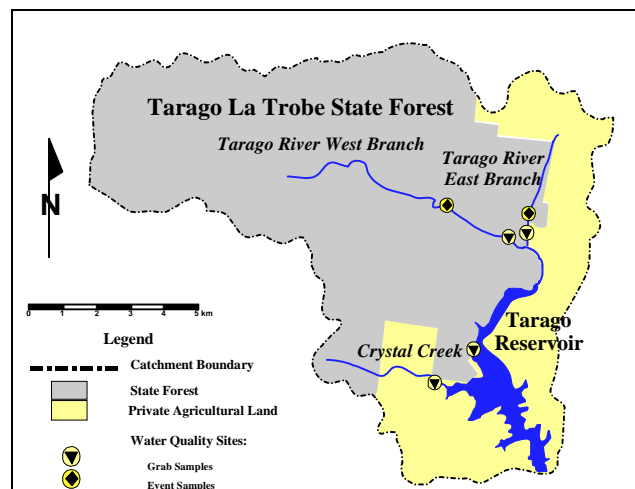 Tarago La Trobe State Forest
Tarago River West Branch
Tarago River
East Branch
N
0 1 2 3 4 5 km
Tarago
Reservoir
Crystal Creek
Legend
Catchment Boundary
State Forest
Private Agricultural Land
Water Quality Sites:
Grab Samples
Event Samples